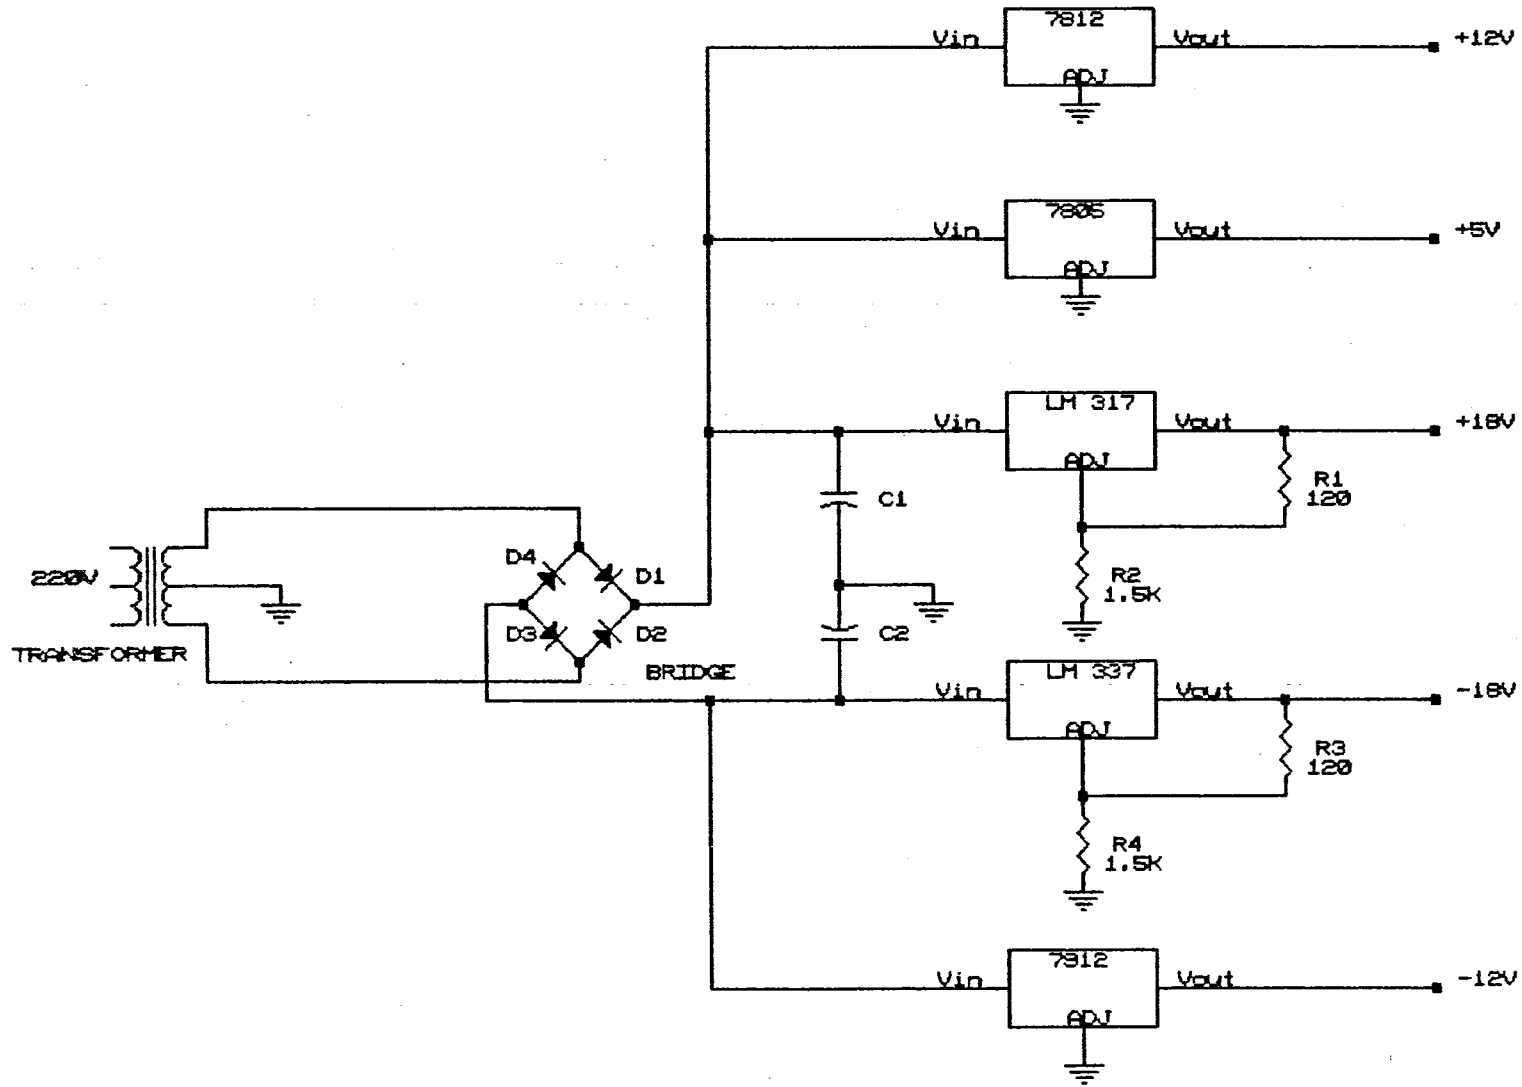 7812
Vin
Vout
+12V
ADJ
7805
Vin
Vout
+5V
ADJ
LM 317
Vin
Vout
+18V
ADJ
R1
120
C1
D4
D1
220V
R2
1.5K
D3
D2
C2
TRANSFORMER
BRIDGE
LM 337
Vin
Vout
-18V
ADJ
R3
120
R4
1.5K
7912
Vin
Vout
-12V
ADJ